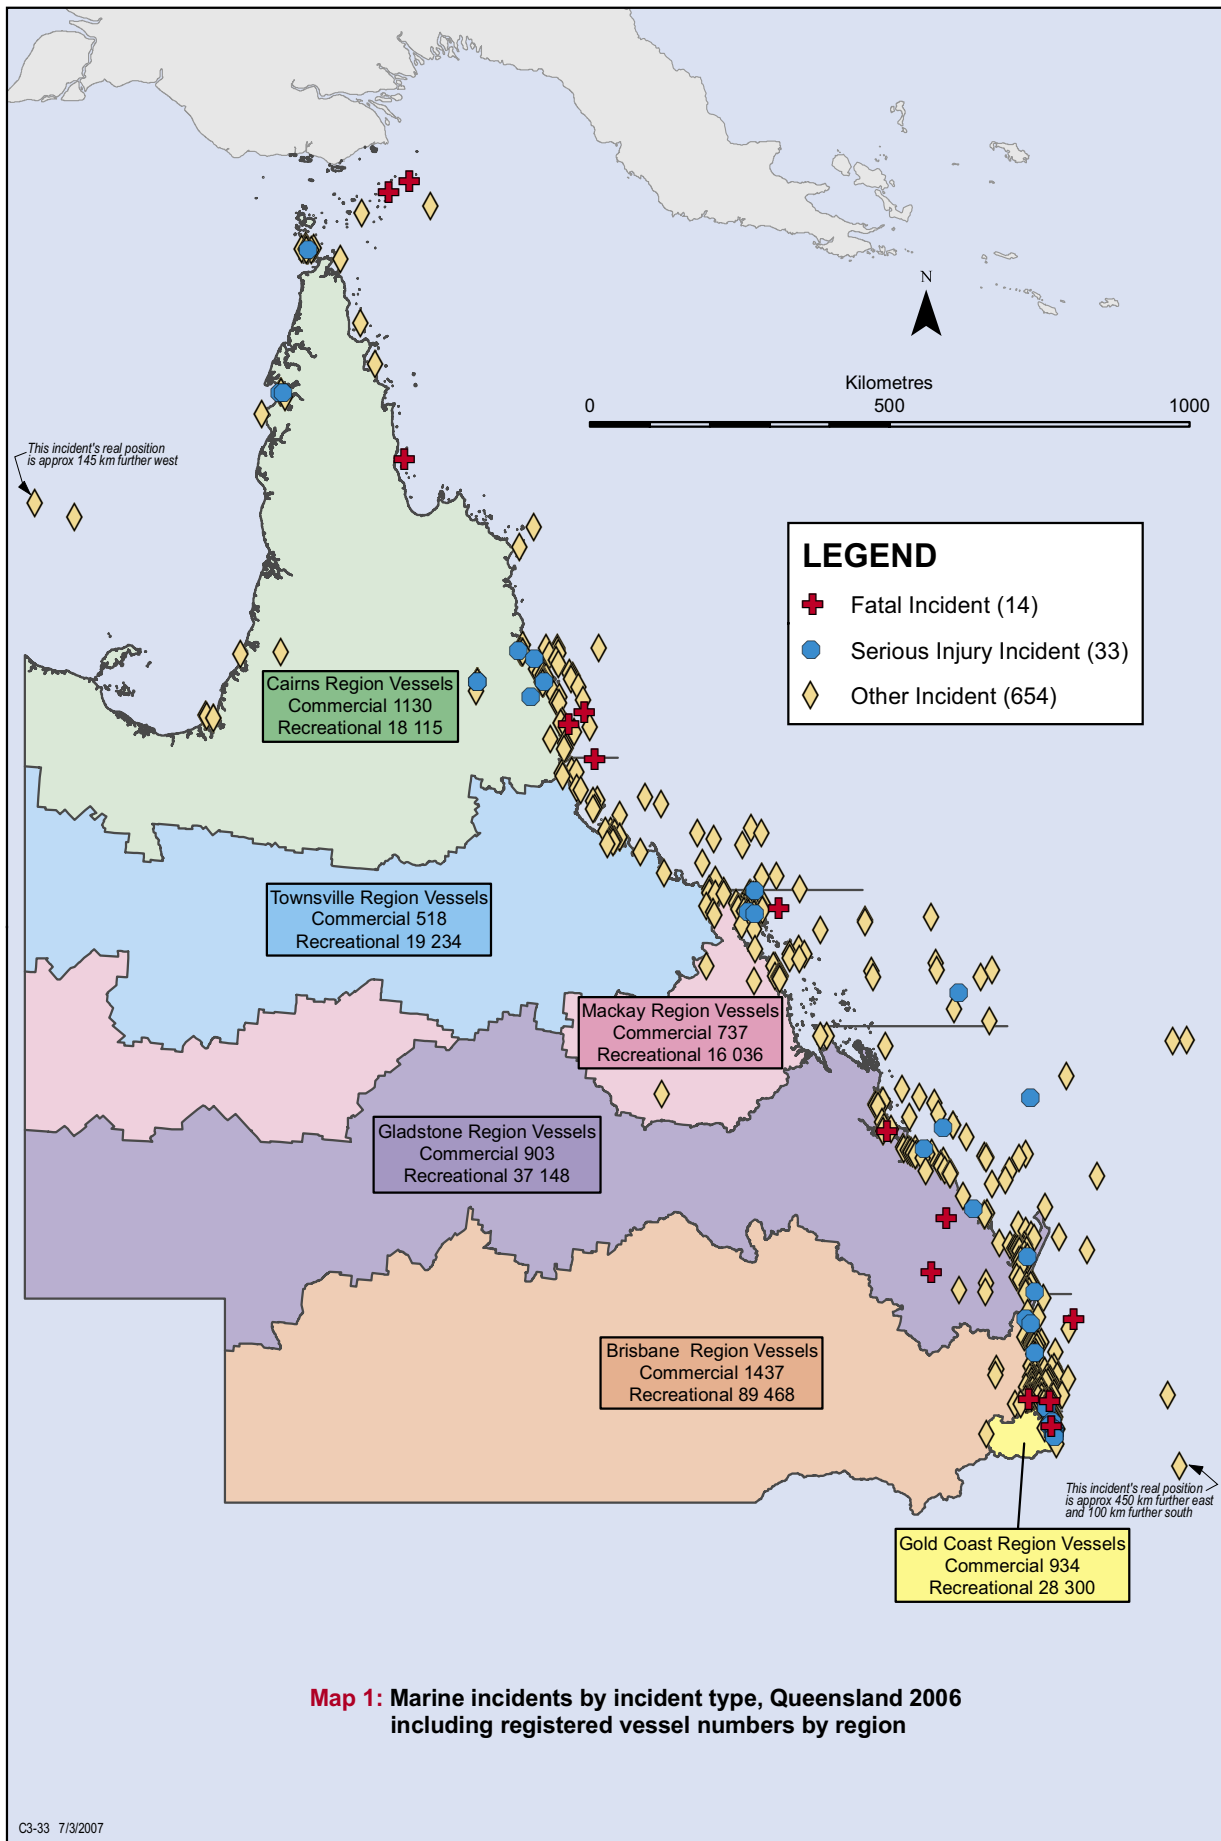 N
Kilometres
0 500 1000
This incident's real position
is approx 145 km further west
LEGEND
Fatal Incident (14)
Serious Injury Incident (33)
Other Incident (654)
Cairns Region Vessels
Commercial 1130
Recreational 18 115
Townsville Region Vessels
Commercial 518
Recreational 19 234
Mackay Region Vessels
Commercial 737
Recreational 16 036
Gladstone Region Vessels
Commercial 903
Recreational 37 148
Brisbane Region Vessels
Commercial 1437
Recreational 89 468
This incident's real position
is approx 450 km further east
and 100 km further south
Gold Coast Region Vessels
Commercial 934
Recreational 28 300
Map 1: Marine incidents by incident type, Queensland 2006
including registered vessel numbers by region
C3-33 7/3/2007